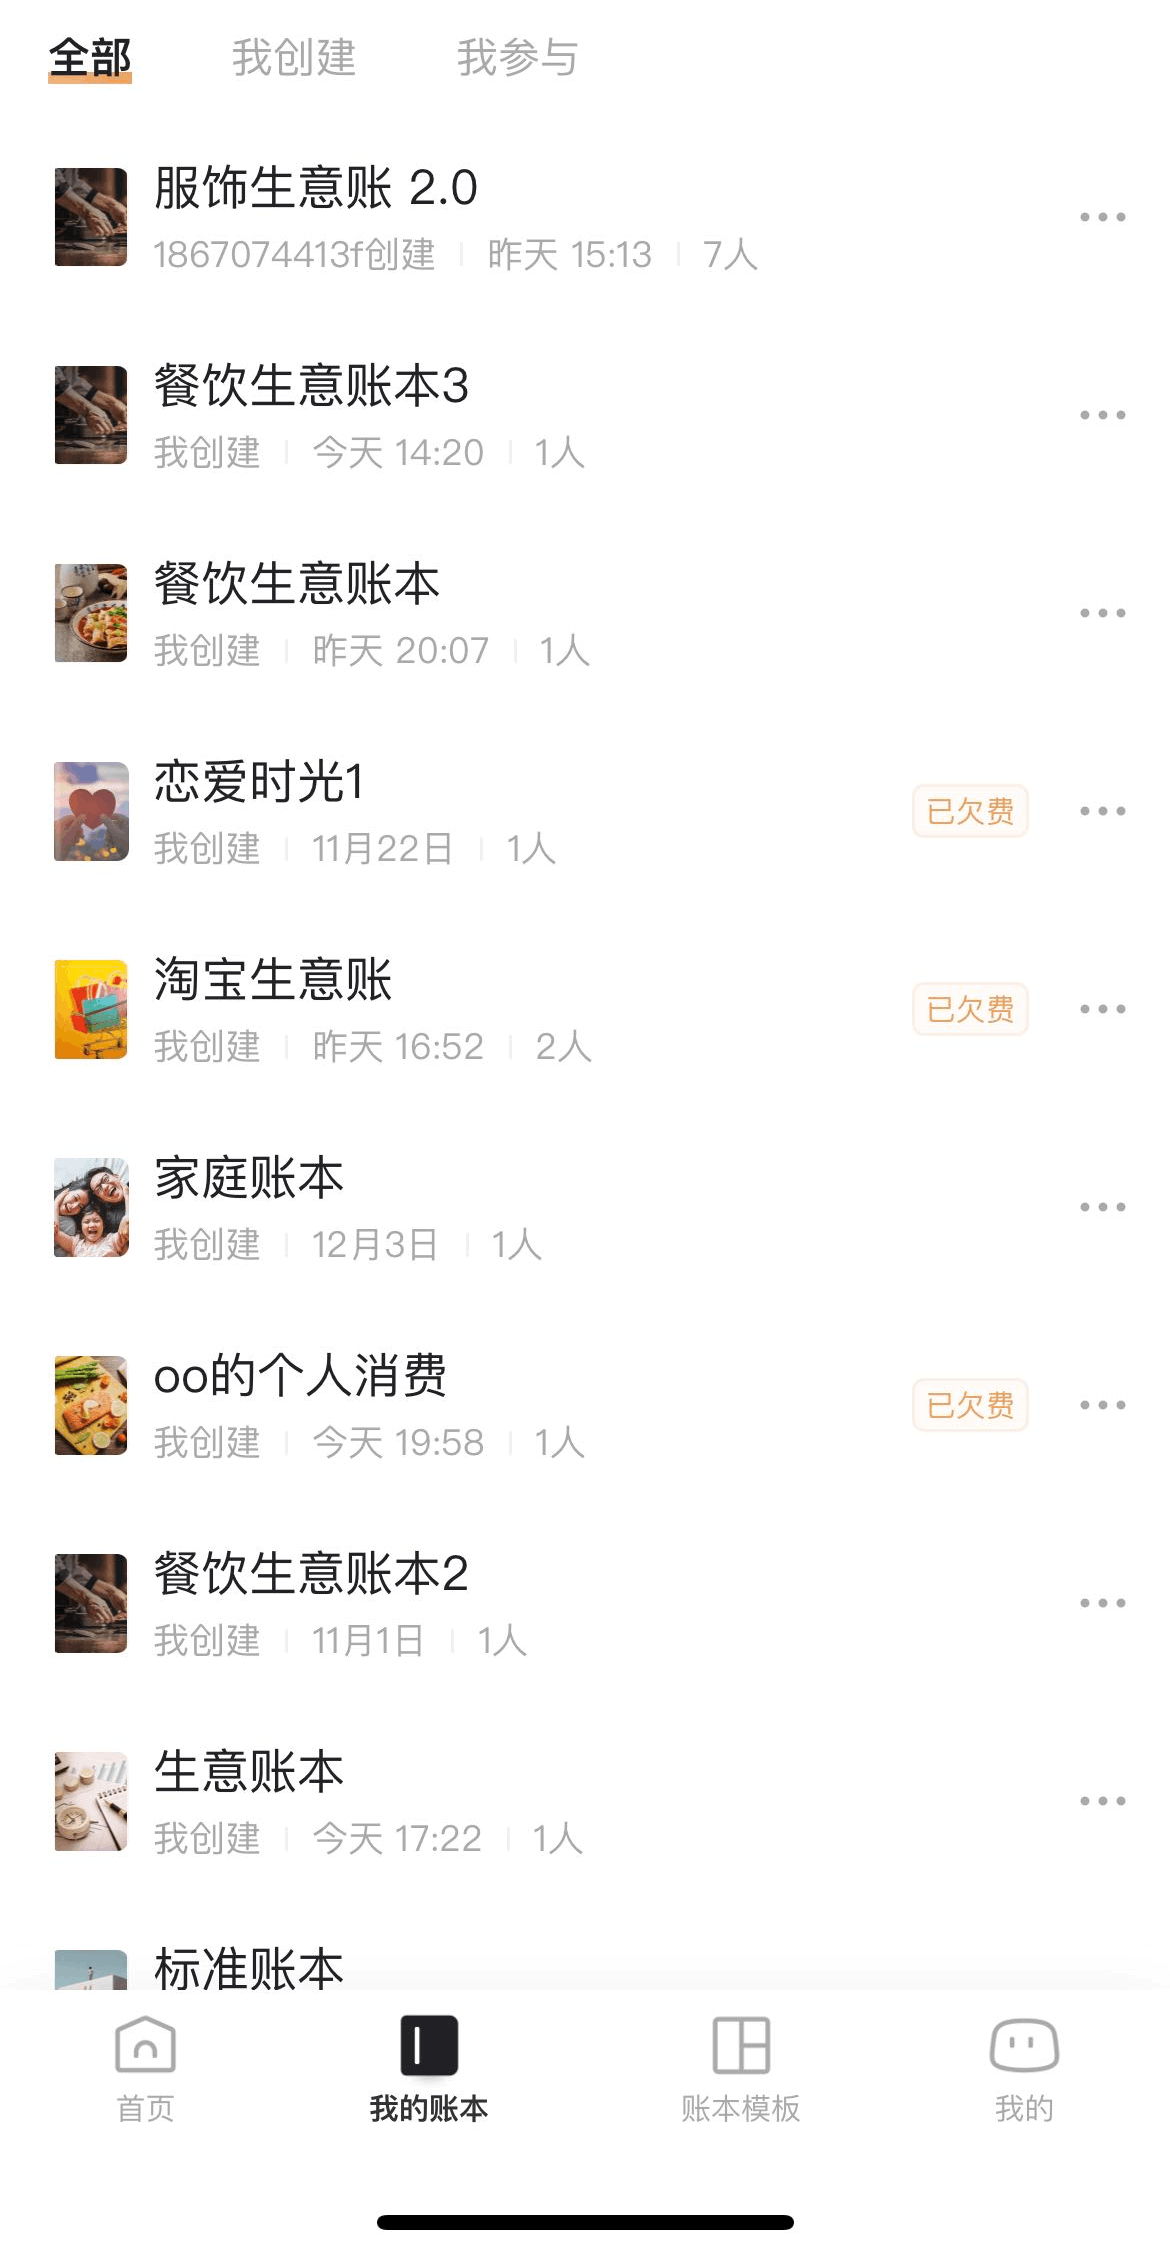 全部 我创建 我参与
服饰生意账 2.0
1867074413f创建 昨天 15:13 7人
餐饮生意账本3
我创建 今天 14:20 1人
餐饮生意账本
我创建 昨天 20:07 1人
恋爱时光1
已欠费
我创建 11月22日 1人
淘宝生意账
已欠费
我创建 昨天 16:52 2人
家庭账本
我创建 12月3日 1人
oo的个人消费
已欠费
我创建 今天 19:58 1人
餐饮生意账本2
我创建 11月1日 1人
生意账本
我创建 今天 17:22 1人
标准账本
首页 我的账本 账本模板 我的